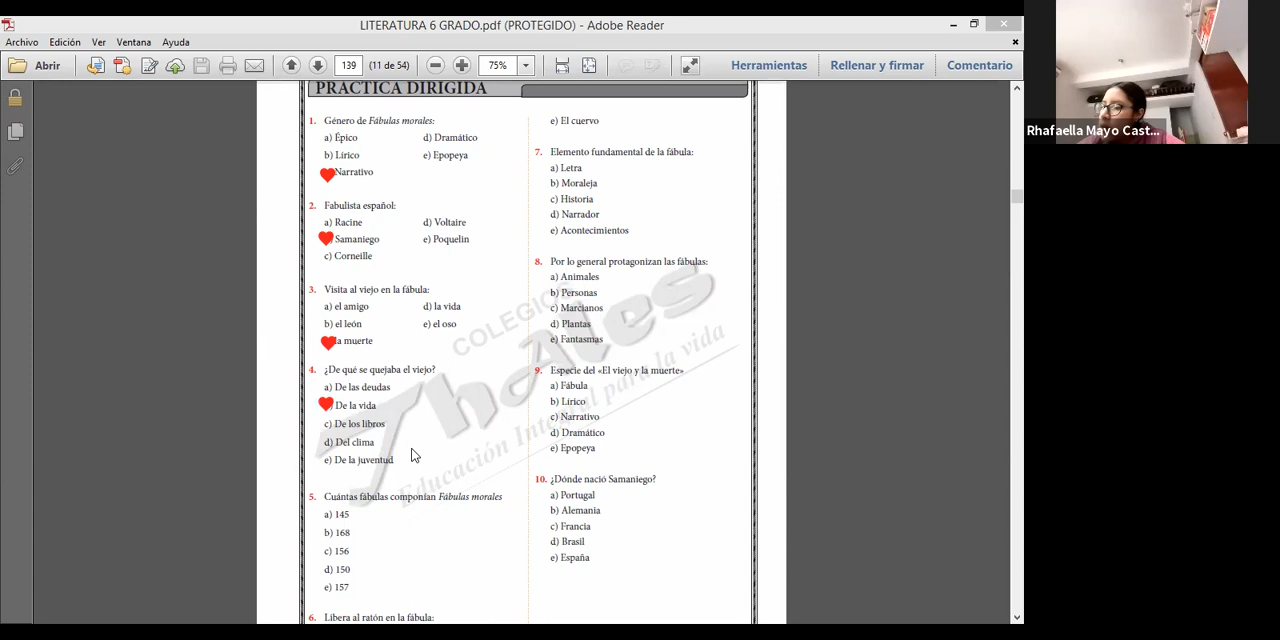 LITERATURA 6 GRADO.pdf (PROTEGIDO) - Adobe Reader
Archivo Edición Ver Ventana Ayuda
Abrir 139 (11 de 54) 75% Herramientas Rellenar y firmar Comentario
PRÁCTICA DIRIGIDA
1. Género de Fábulas morales:
a) Épico d) Dramático
b) Lírico e) Epopeya
Narrativo
2. Fabulista español:
a) Racine d) Voltaire
) Samaniego e) Poquelin
c) Corneille
3. Visita al viejo en la fábula:
a) el amigo d) la vida
b) el león e) el oso
la muerte
4. ¿De qué se quejaba el viejo?
a) De las deudas
) De la vida
c) De los libros
d) Del clima
e) De la juventud
5. Cuántas fábulas componían Fábulas morales
a) 145
b) 168
c) 156
d) 150
e) 157
6. Libera al ratón en la fábula:
e) El cuervo
7. Elemento fundamental de la fábula:
a) Letra
b) Moraleja
c) Historia
d) Narrador
e) Acontecimientos
8. Por lo general protagonizan las fábulas:
a) Animales
b) Personas
c) Marcianos
d) Plantas
e) Fantasmas
9. Especie del «El viejo y la muerte»
a) Fábula
b) Lírico
c) Narrativo
d) Dramático
e) Epopeya
10. ¿Dónde nació Samaniego?
a) Portugal
b) Alemania
c) Francia
d) Brasil
e) España
COLEGIOS
Thales
Educación Integral para la vida
Rhafaella Mayo Cast...